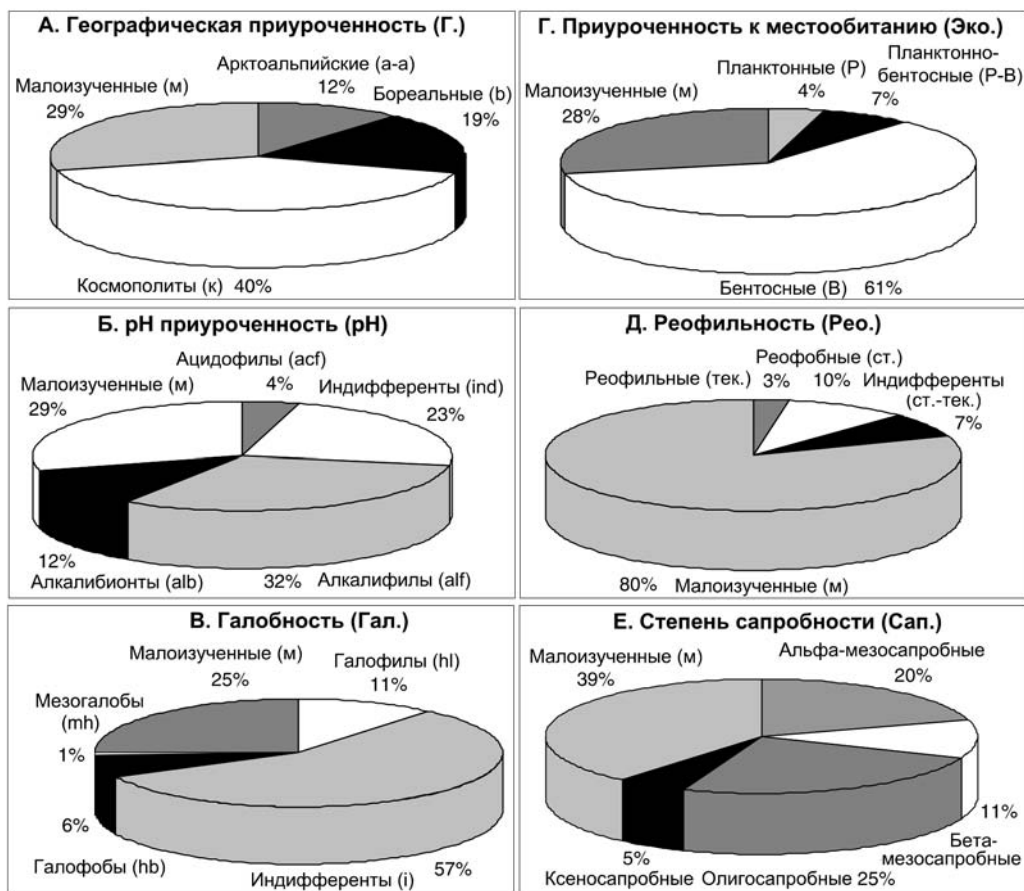 А. Географическая приуроченность (Г.)
Арктоальпийские (а-а)
12%
Малоизученные (м)
29%
Бореальные (b)
19%
Космополиты (к) 40%
Г. Приуроченность к местообитанию (Эко.)
Планктонные (P)
4%
Планктонно-
бентосные (P-B)
7%
Малоизученные (м)
28%
Бентосные (B) 61%
Б. pH приуроченность (pH)
Ацидофилы (acf)
4%
Малоизученные (м)
29%
Индифференты (ind)
23%
12%
Алкалибионты (alb)
32%
Алкалифилы (alf)
Д. Реофильность (Рео.)
Реофобные (ст.)
10%
Реофильные (тек.)
3%
Индифференты
(ст.-тек.)
7%
80%
Малоизученные (м)
В. Галобность (Гал.)
Малоизученные (м)
25%
Галофилы (hl)
11%
Мезогалобы
(mh)
1%
6%
Галофобы (hb)
57%
Индифференты (i)
Е. Степень сапробности (Сап.)
Малоизученные (м)
39%
Альфа-мезосапробные
20%
11%
Бета-
мезосапробные
5%
Ксеносапробные
Олигосапробные 25%